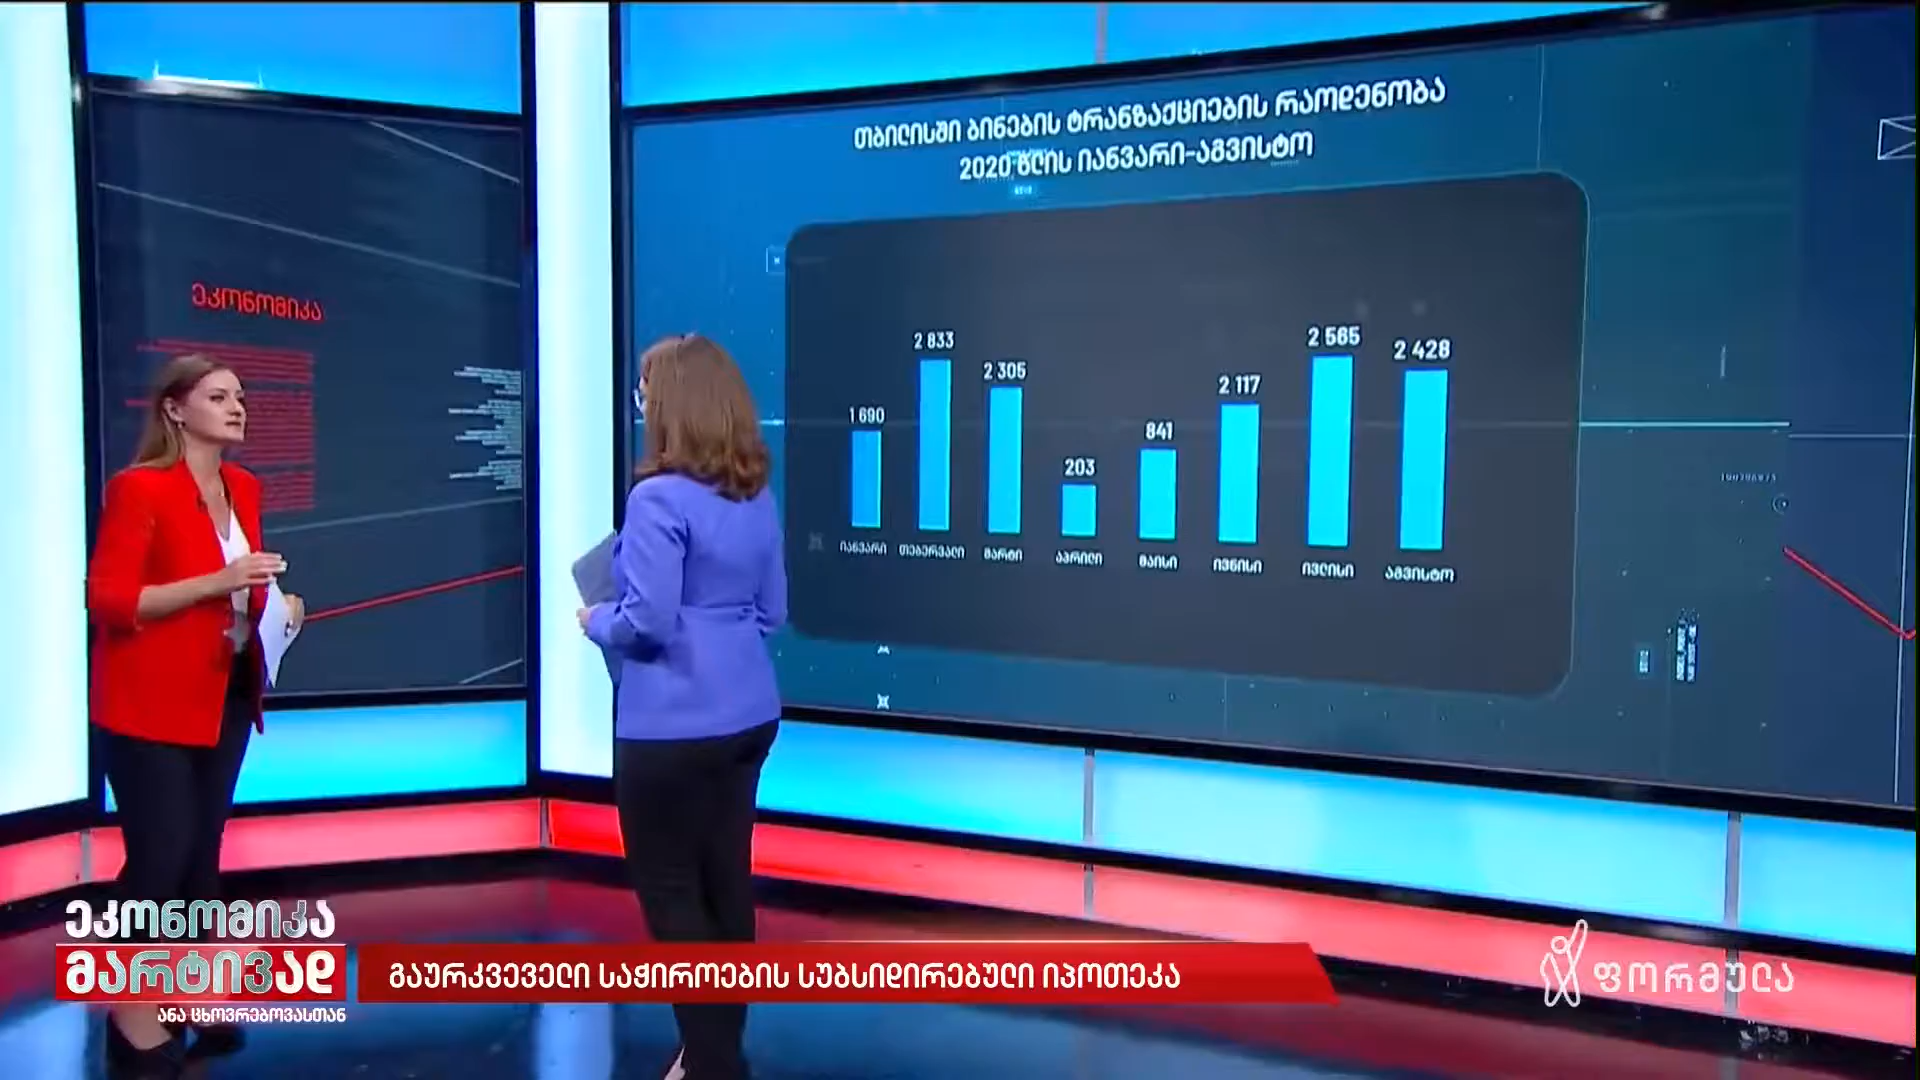 თბილისში ბინების ტრანზაქციების რაოდენობა
2020 წლის იანვარი-აგვისტო
ეკონომიკა
1 690
2 833
2 305
203
841
2 117
2 565
2 428
იანვარი
თებერვალი
მარტი
აპრილი
მაისი
ივნისი
ივლისი
აგვისტო
ეკონომიკა
მარტივად
ანა ცხოვრებოვასთან
გაურკვეველი საჭიროების სუბსიდირებული იპოთეკა
ფორმულა